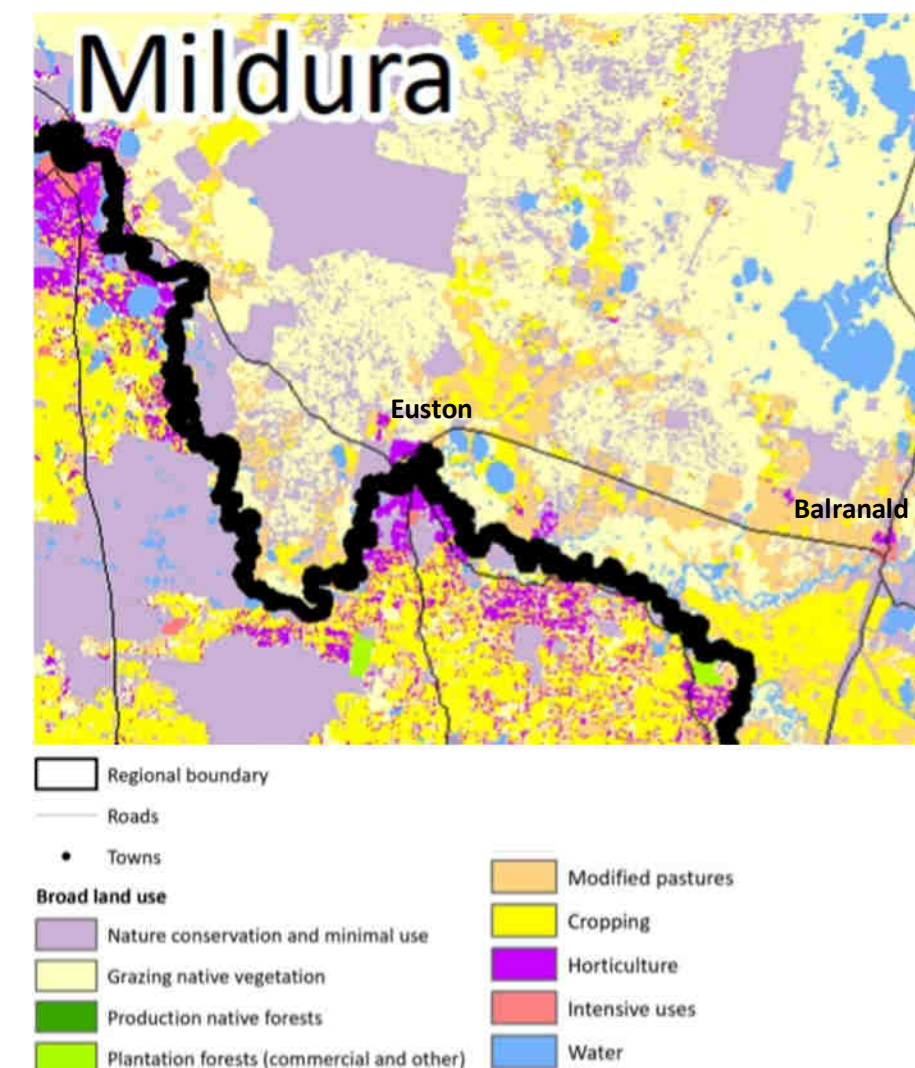 Mildura
Euston
Balranald
Regional boundary
Roads
Towns
Broad land use
Nature conservation and minimal use
Grazing native vegetation
Production native forests
Plantation forests (commercial and other)
Modified pastures
Cropping
Horticulture
Intensive uses
Water